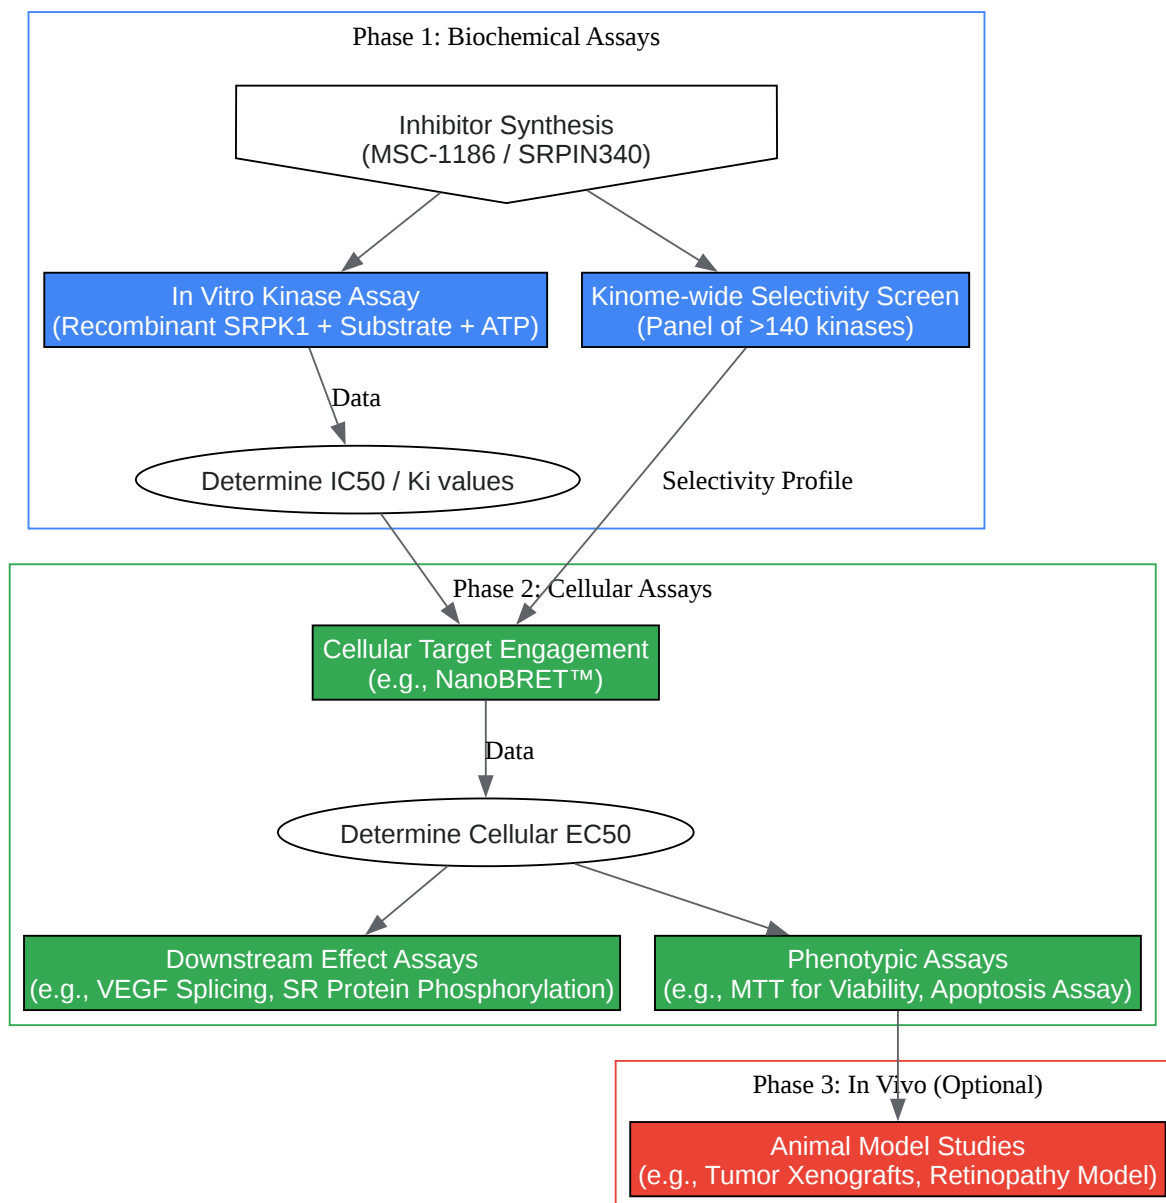 Phase 1: Biochemical Assays
Inhibitor Synthesis
(MSC-1186 / SRPIN340)
In Vitro Kinase Assay
(Recombinant SRPK1 + Substrate + ATP)
Kinome-wide Selectivity Screen
(Panel of >140 kinases)
Data
Determine IC50 / Ki values
Selectivity Profile
Phase 2: Cellular Assays
Cellular Target Engagement
(e.g., NanoBRET™)
Data
Determine Cellular EC50
Downstream Effect Assays
(e.g., VEGF Splicing, SR Protein Phosphorylation)
Phenotypic Assays
(e.g., MTT for Viability, Apoptosis Assay)
Phase 3: In Vivo (Optional)
Animal Model Studies
(e.g., Tumor Xenografts, Retinopathy Model)